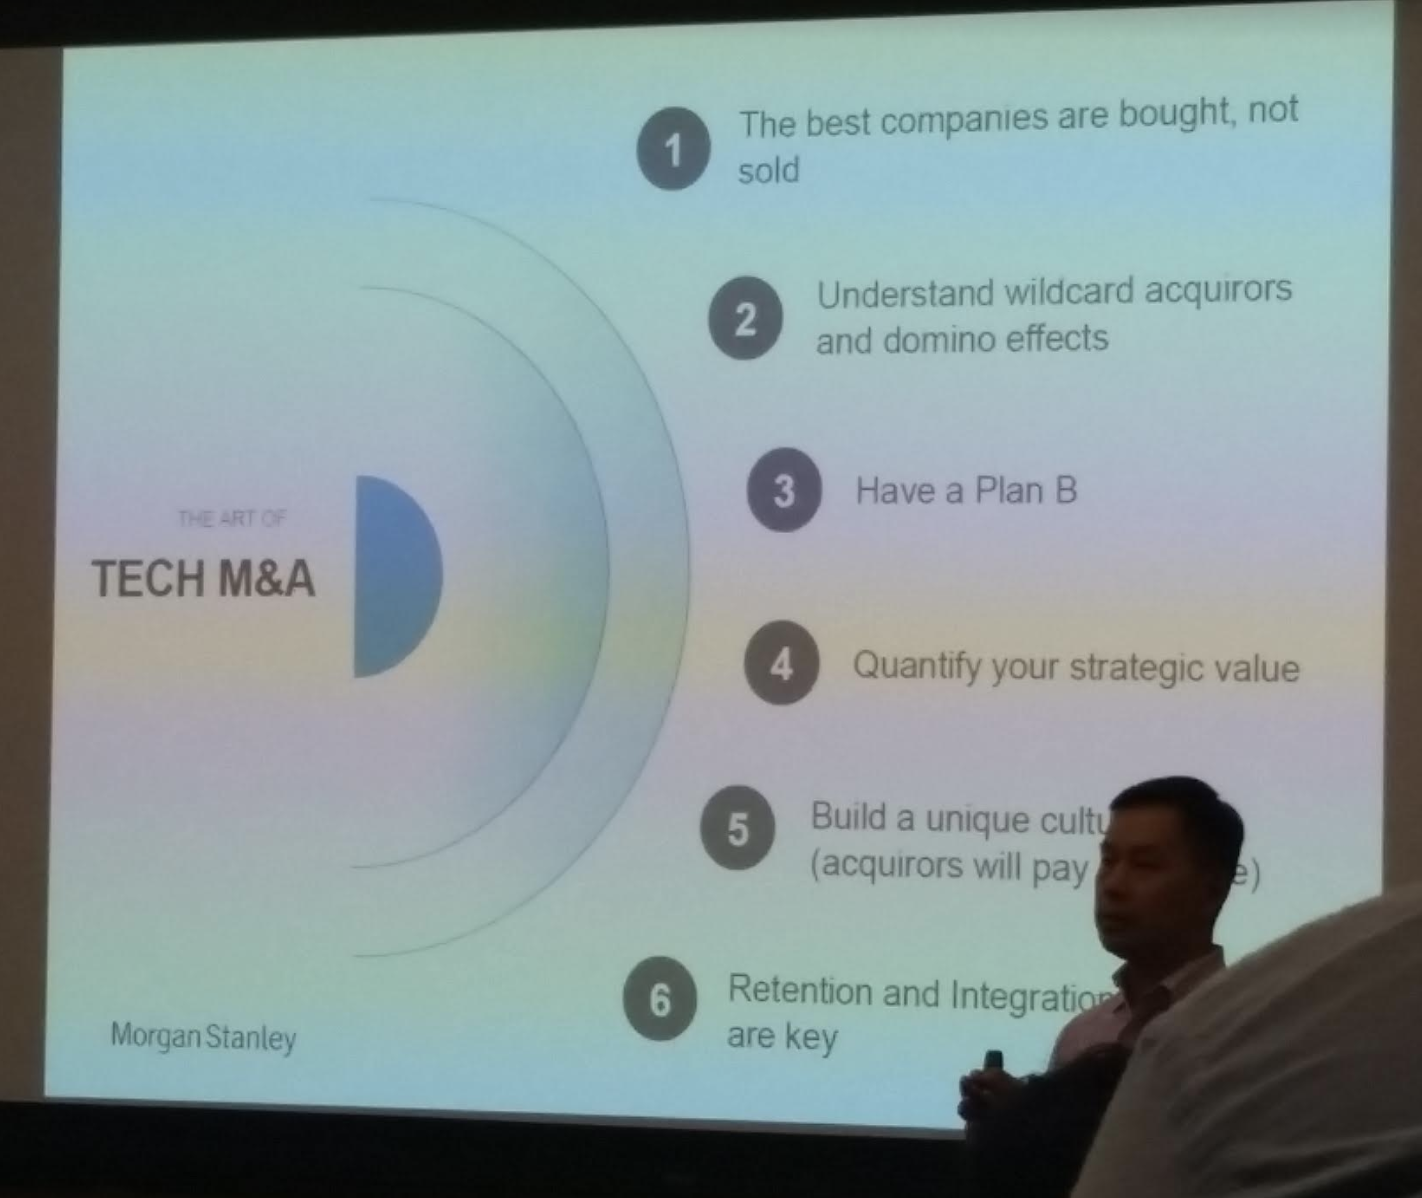 1
The best companies are bought, not
sold
2
Understand wildcard acquirors
and domino effects
3
Have a Plan B
4
Quantify your strategic value
THE ART OF
TECH M&A
5
Build a unique
(acquirors will pay
6
Retention and Integration
are key
Morgan Stanley